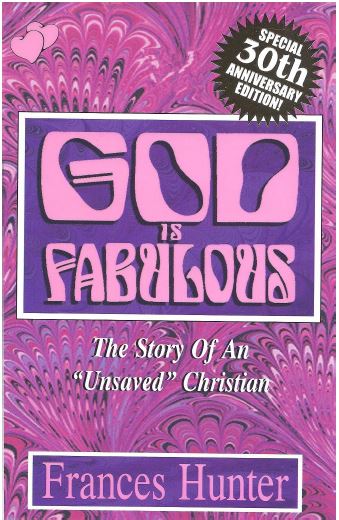 SPECIAL
30th
ANNIVERSARY
EDITION!
GOD
IS
FABULOUS
The Story Of An
"Unsaved" Christian
Frances Hunter